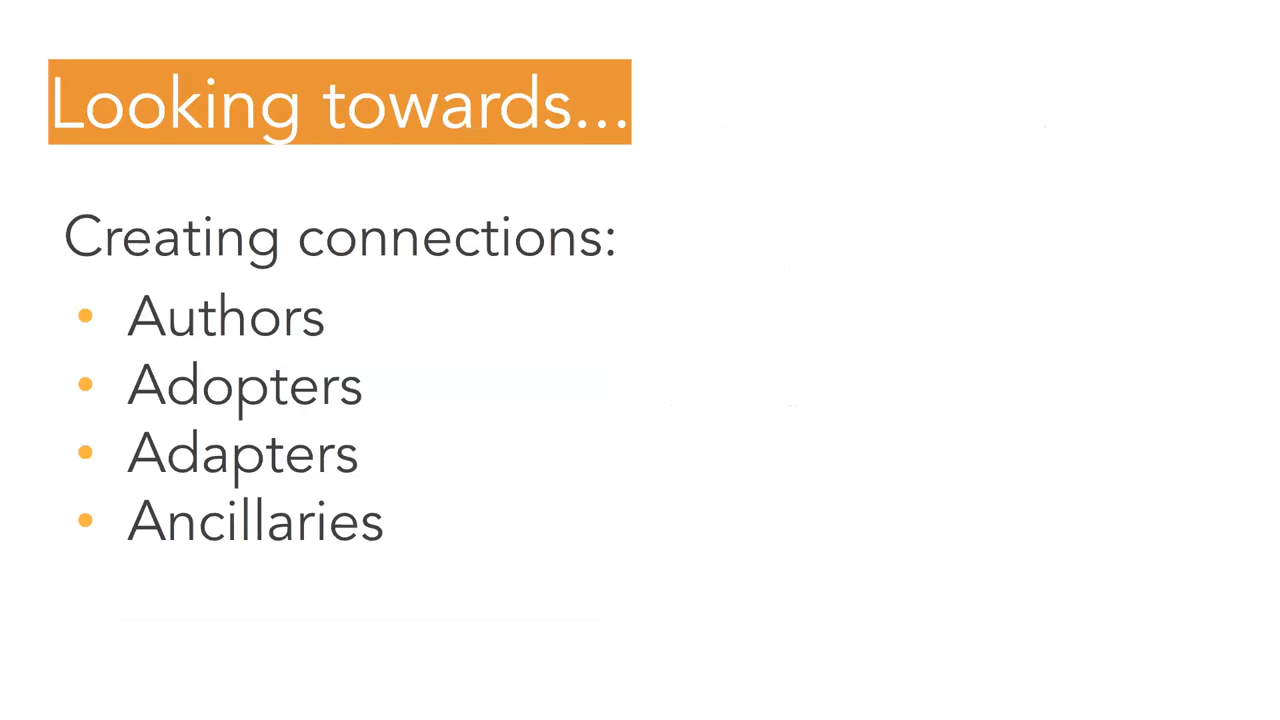 Looking towards...
Creating connections:
• Authors
• Adopters
• Adapters
• Ancillaries